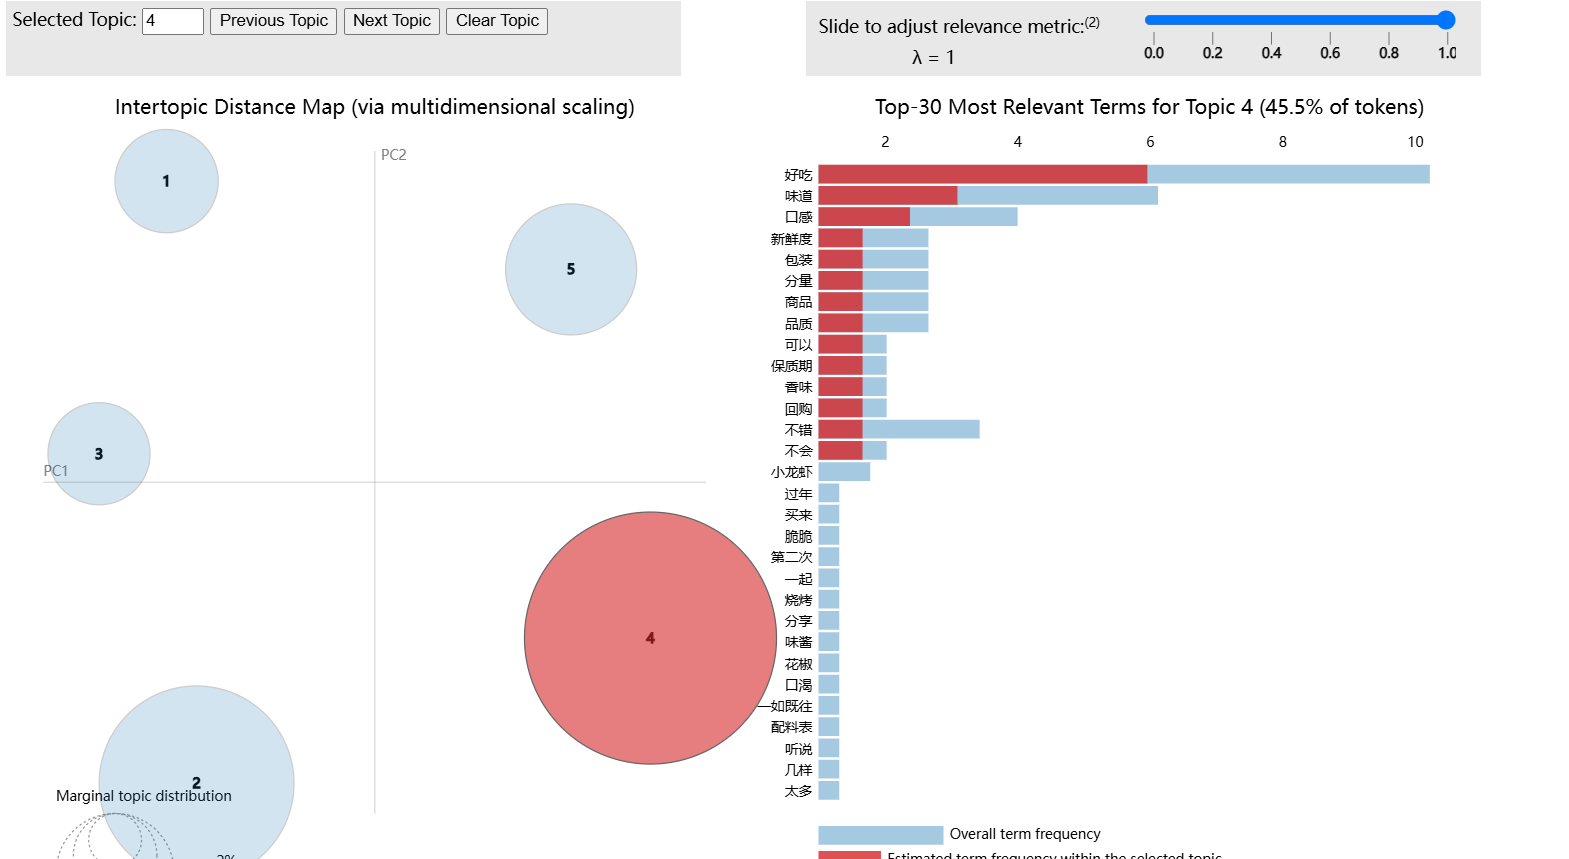 Selected Topic: 4 Previous Topic Next Topic Clear Topic
Slide to adjust relevance metric:(2)
λ = 1
0.0 0.2 0.4 0.6 0.8 1.0
Intertopic Distance Map (via multidimensional scaling)
PC2
PC1
1
5
3
4
2
Marginal topic distribution
2%
Top-30 Most Relevant Terms for Topic 4 (45.5% of tokens)
2 4 6 8 10
好吃
味道
口感
新鲜度
包装
分量
商品
品质
可以
保质期
香味
回购
不错
不会
小龙虾
过年
买来
脆脆
第二次
一起
烧烤
分享
味酱
花椒
口渴
一如既往
配料表
听说
几样
太多
Overall term frequency
Estimated term frequency within the selected topic